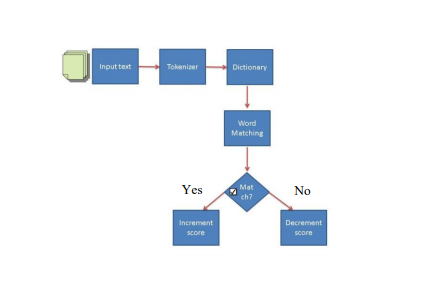 Input text
Tokenizer
Dictionary
Word
Matching
Mat
ch?
Yes
No
Increment
score
Decrement
score